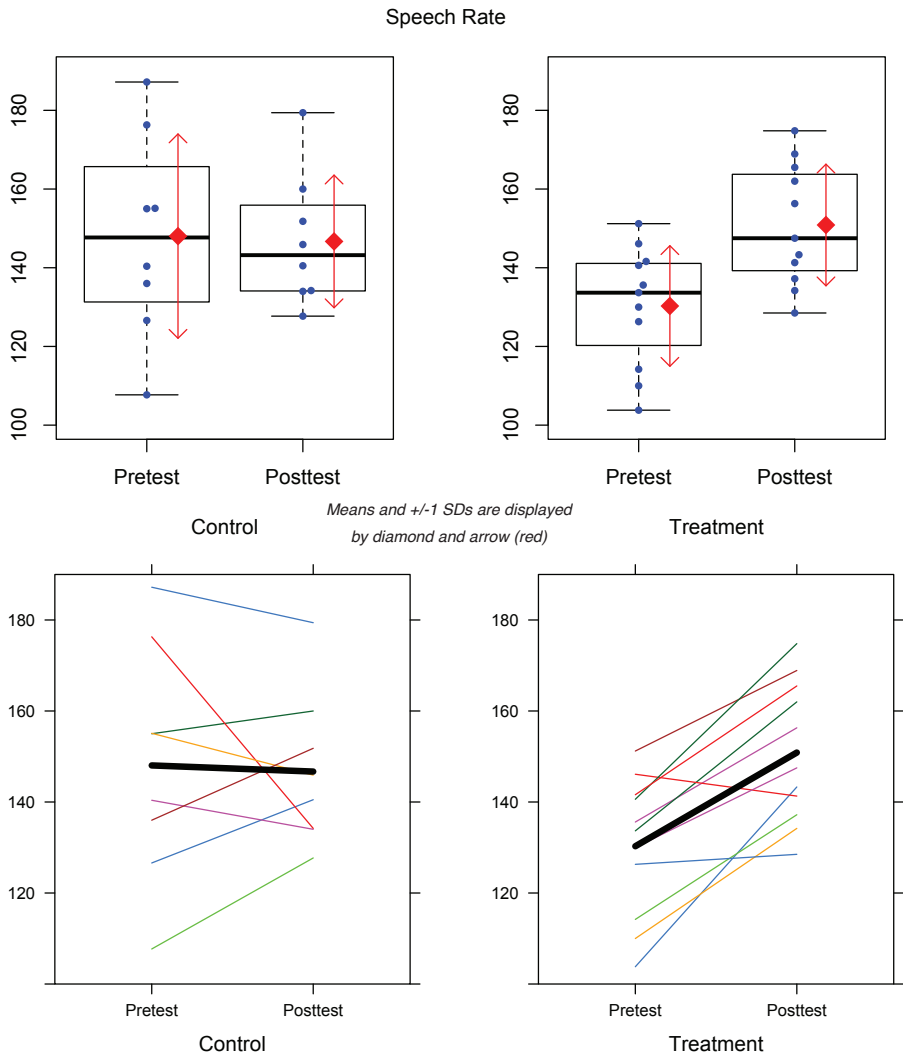 Speech Rate
180
160
140
120
100
Pretest Posttest
Control
180
160
140
120
100
Pretest Posttest
Treatment
Means and +/-1 SDs are displayed
by diamond and arrow (red)
180
160
140
120
Pretest Posttest
Control
180
160
140
120
Pretest Posttest
Treatment